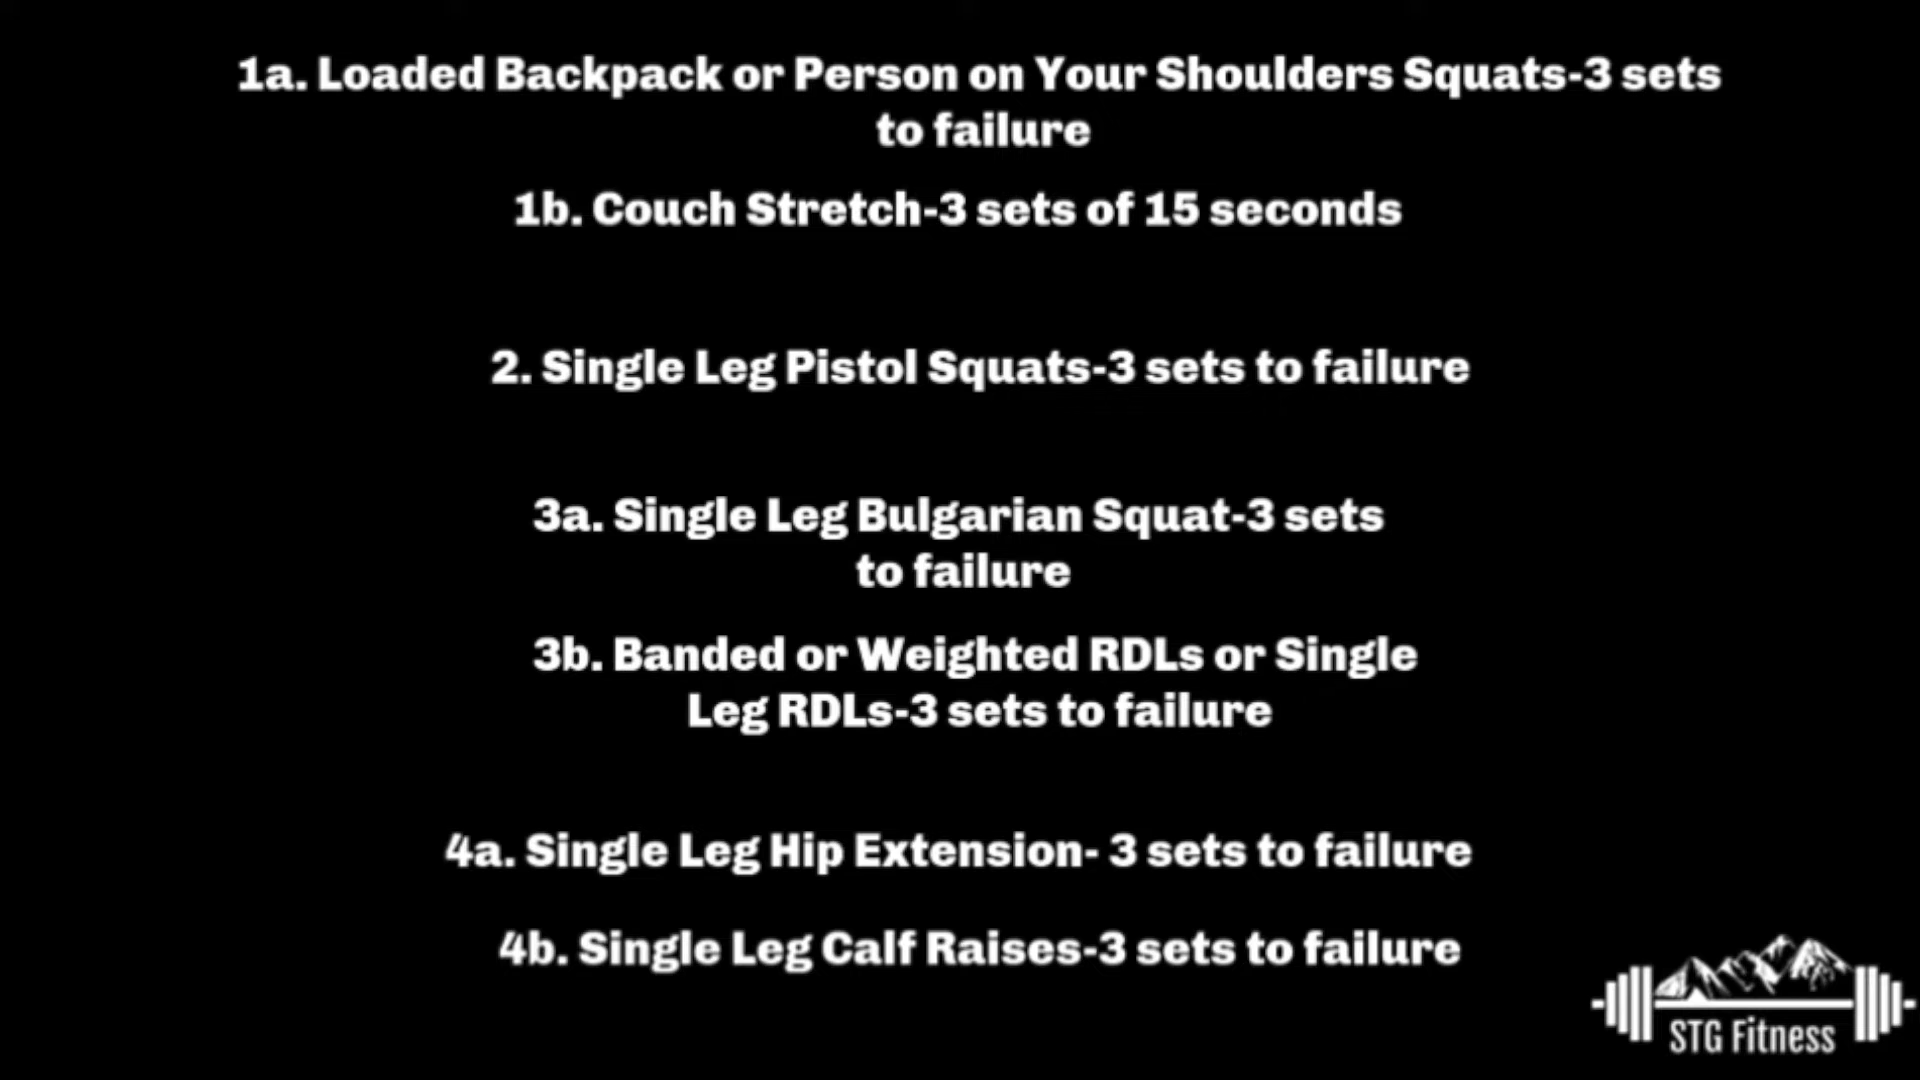 1a. Loaded Backpack or Person on Your Shoulders Squats-3 sets
to failure
1b. Couch Stretch-3 sets of 15 seconds
2. Single Leg Pistol Squats-3 sets to failure
3a. Single Leg Bulgarian Squat-3 sets
to failure
3b. Banded or Weighted RDLs or Single
Leg RDLs-3 sets to failure
4a. Single Leg Hip Extension- 3 sets to failure
4b. Single Leg Calf Raises-3 sets to failure
STG Fitness